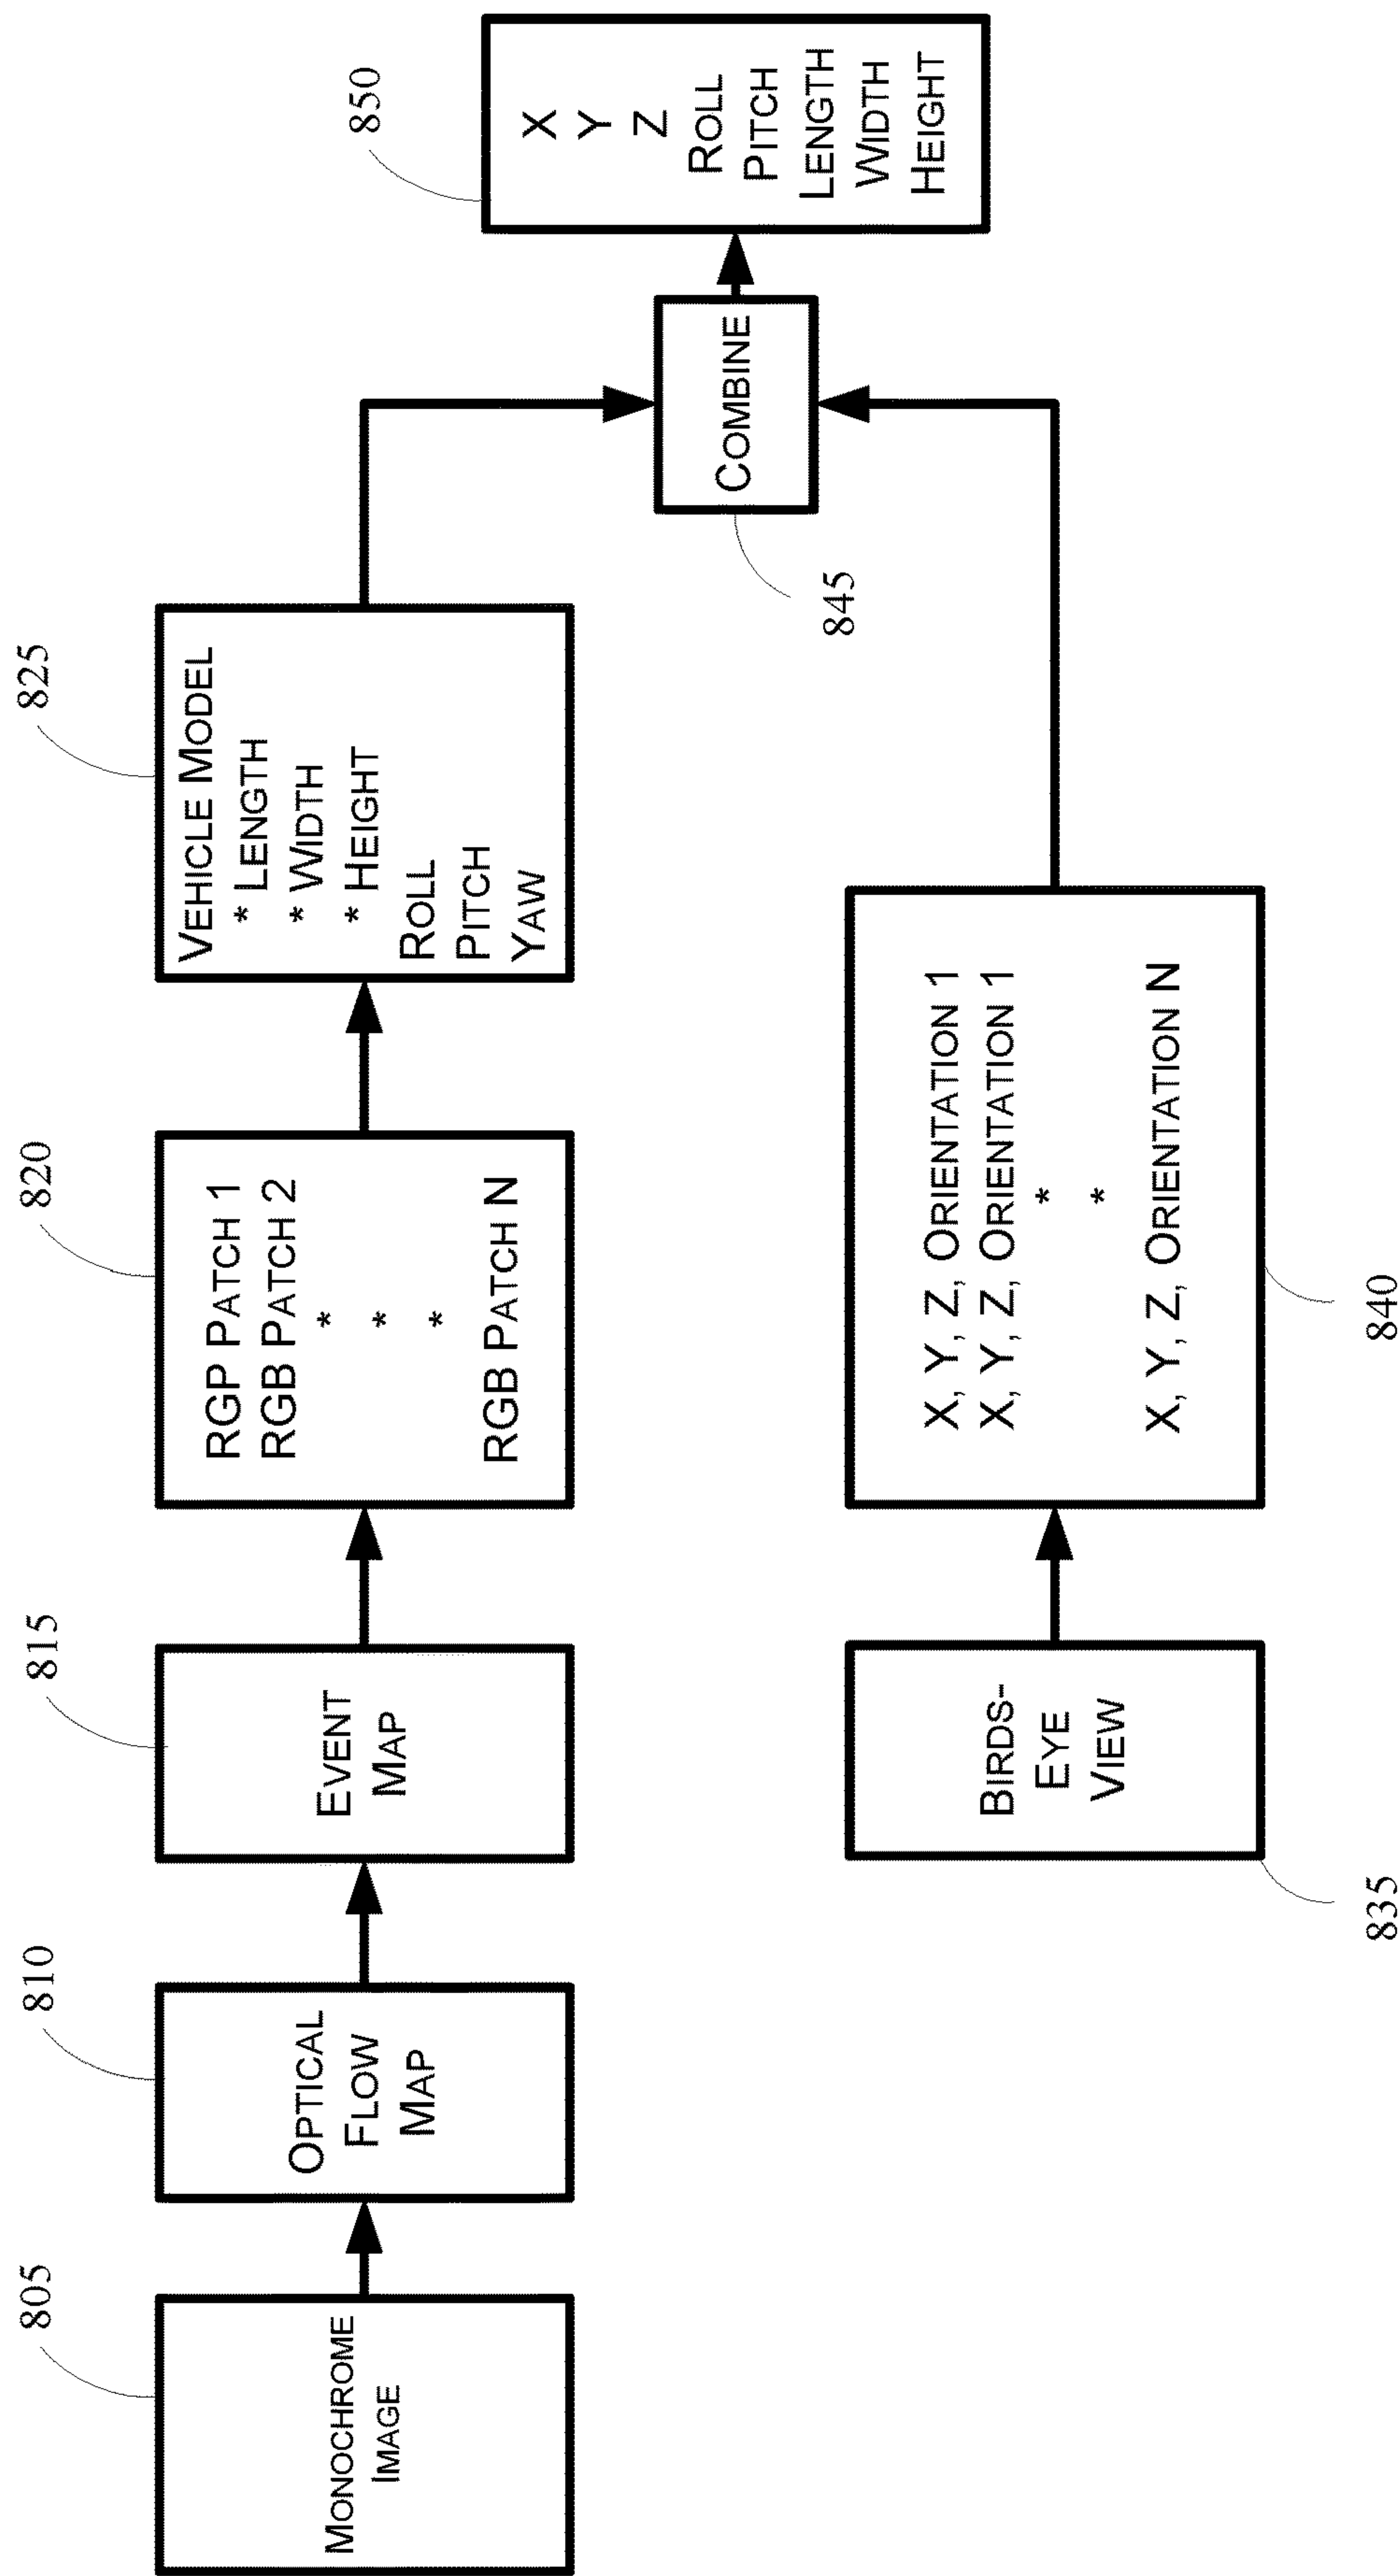 805
MONOCHROME
IMAGE
810
OPTICAL
FLOW
MAP
815
EVENT
MAP
820
RGP PATCH 1
RGB PATCH 2
*
*
*
RGB PATCH N
825
VEHICLE MODEL
* LENGTH
* WIDTH
* HEIGHT
ROLL
PITCH
YAW
835
BIRDS-
EYE
VIEW
840
X, Y, Z, ORIENTATION 1
X, Y, Z, ORIENTATION 1
*
*
X, Y, Z, ORIENTATION N
845
COMBINE
850
X
Y
Z
ROLL
PITCH
LENGTH
WIDTH
HEIGHT